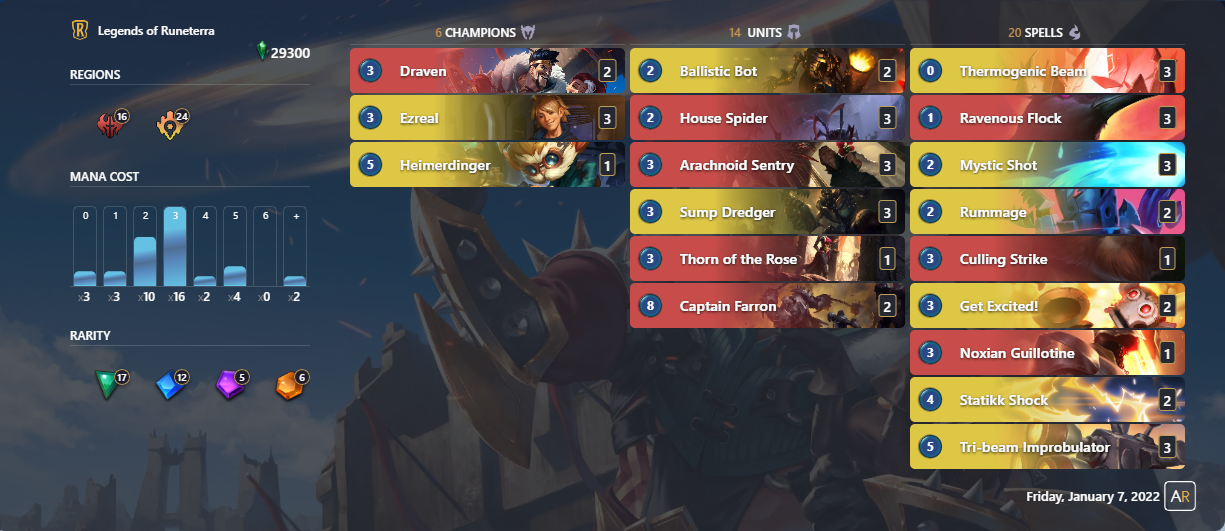 Legends of Runeterra
29300
REGIONS
16
24
MANA COST
0 1 2 3 4 5 6 +
x3 x3 x10 x16 x2 x4 x0 x2
RARITY
17
12
5
6
6 CHAMPIONS
3 Draven 2
3 Ezreal 3
5 Heimerdinger 1
14 UNITS
2 Ballistic Bot 2
2 House Spider 3
3 Arachnoid Sentry 3
3 Sump Dredger 3
3 Thorn of the Rose 1
8 Captain Farron 2
20 SPELLS
0 Thermogenic Beam 3
1 Ravenous Flock 3
2 Mystic Shot 3
2 Rummage 2
3 Culling Strike 1
3 Get Excited! 2
3 Noxian Guillotine 1
4 Statikk Shock 2
5 Tri-beam Improbulator 3
Friday, January 7, 2022 AR